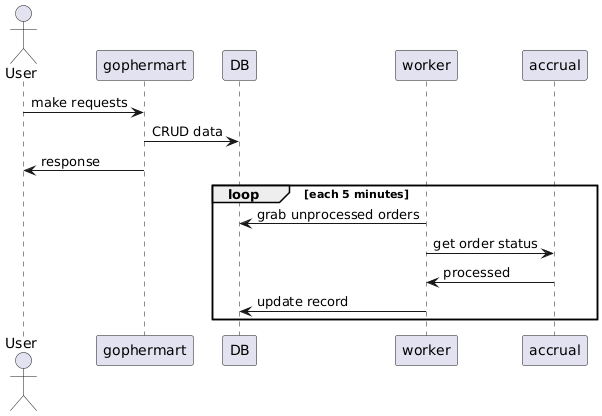 User
gophermart
DB
worker
accrual
make requests
CRUD data
response
loop [each 5 minutes]
grab unprocessed orders
get order status
processed
update record
User
gophermart
DB
worker
accrual